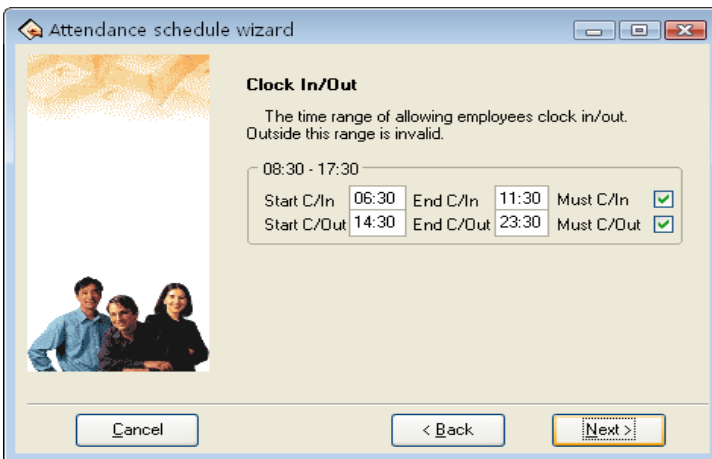 Attendance schedule wizard
Clock In/Out
The time range of allowing employees clock in/out.
Outside this range is invalid.
08:30 - 17:30
Start C/In 06:30 End C/In 11:30 Must C/In
Start C/Out 14:30 End C/Out 23:30 Must C/Out
Cancel < Back Next >